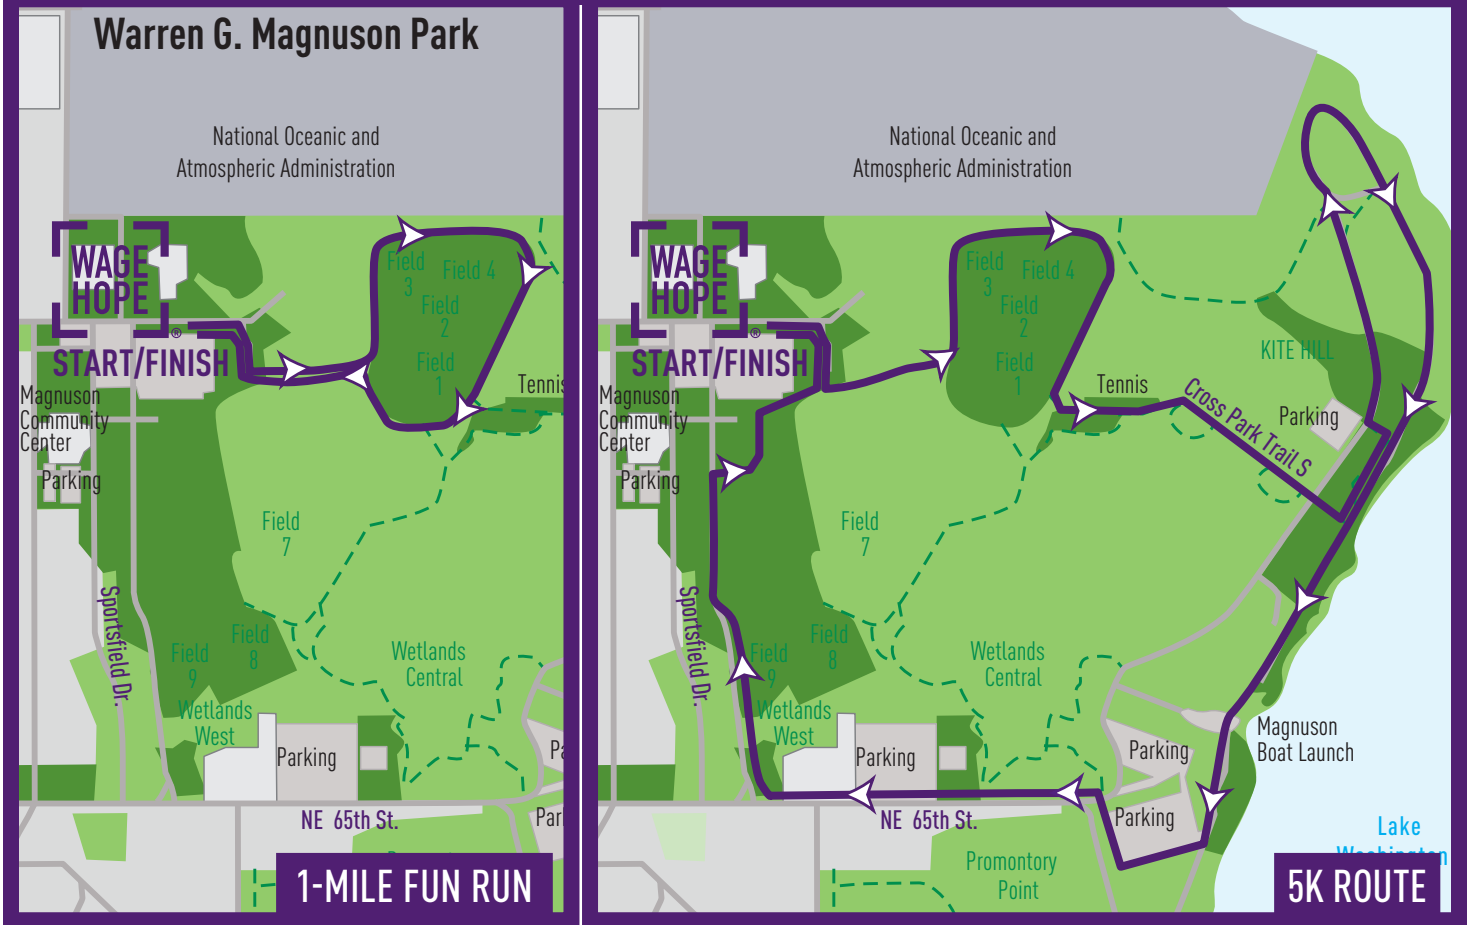 Warren G. Magnuson Park
National Oceanic and
Atmospheric Administration
WAGE
HOPE
®
START/FINISH
Field
3
Field 4
Field
2
Field
1
Tennis
Magnuson
Community
Center
Parking
Field
7
Sportsfield Dr.
Field
8
Field
9
Wetlands
Central
Wetlands
West
Parking
NE 65th St.
1-MILE FUN RUN
National Oceanic and
Atmospheric Administration
WAGE
HOPE
®
START/FINISH
Field
3
Field 4
Field
2
Field
1
Tennis
KITE HILL
Cross Park Trail S
Parking
Magnuson
Community
Center
Parking
Field
7
Sportsfield Dr.
Field
8
Field
9
Wetlands
Central
Wetlands
West
Parking
Parking
Magnuson
Boat Launch
Parking
NE 65th St.
Promontory
Point
Lake
Washington
5K ROUTE